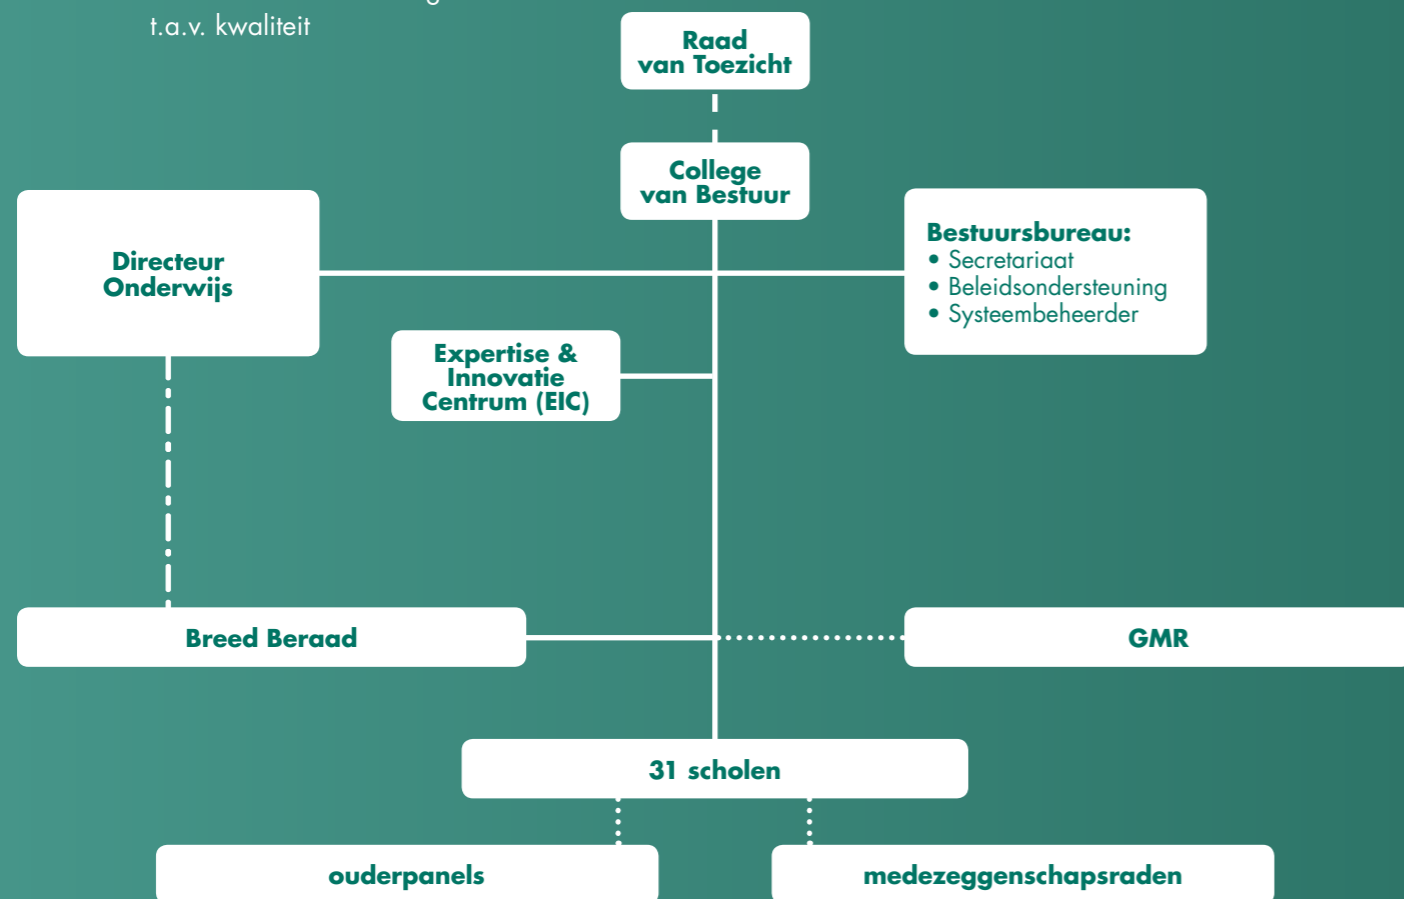 t.a.v. kwaliteit
Raad
van Toezicht
College
van Bestuur
Directeur
Onderwijs
Bestuursbureau:
• Secretariaat
• Beleidsondersteuning
• Systeembeheerder
Expertise &
Innovatie
Centrum (EIC)
Breed Beraad
GMR
31 scholen
ouderpanels
medezeggenschapsraden